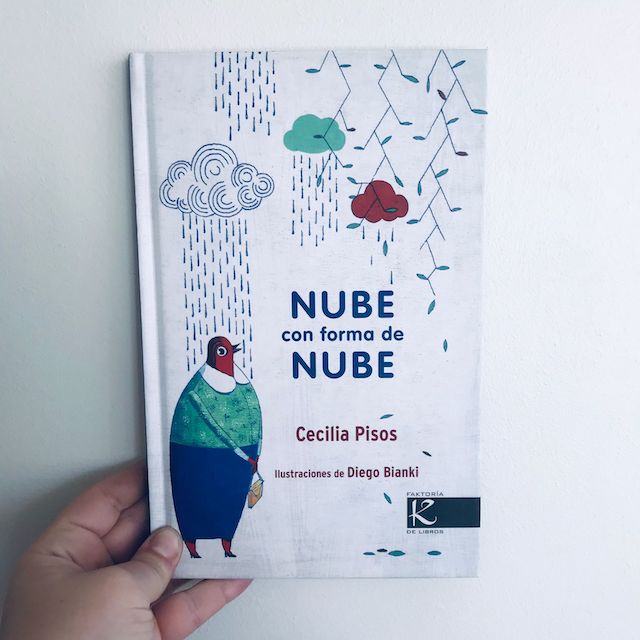 NUBE
con forma de
NUBE
Cecilia Pisos
Ilustraciones de Diego Bianki
FAKTORÍA
K
DE LIBROS